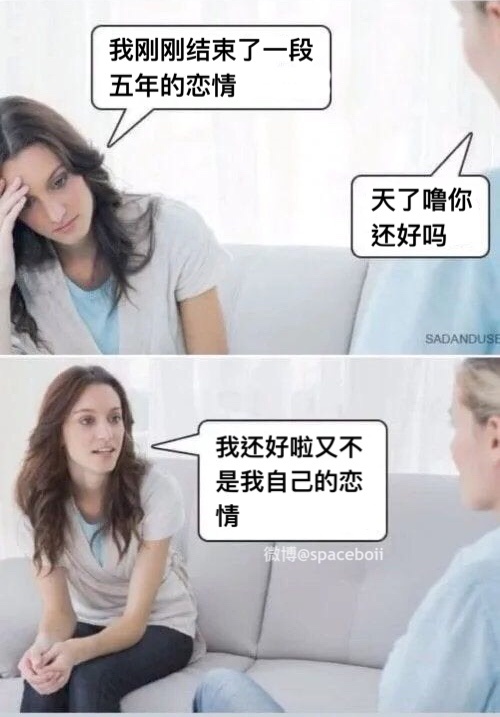 我刚刚结束了一段
五年的恋情
天了噜你
还好吗
SADANDUSE
我还好啦又不
是我自己的恋
情
微博@spaceboii